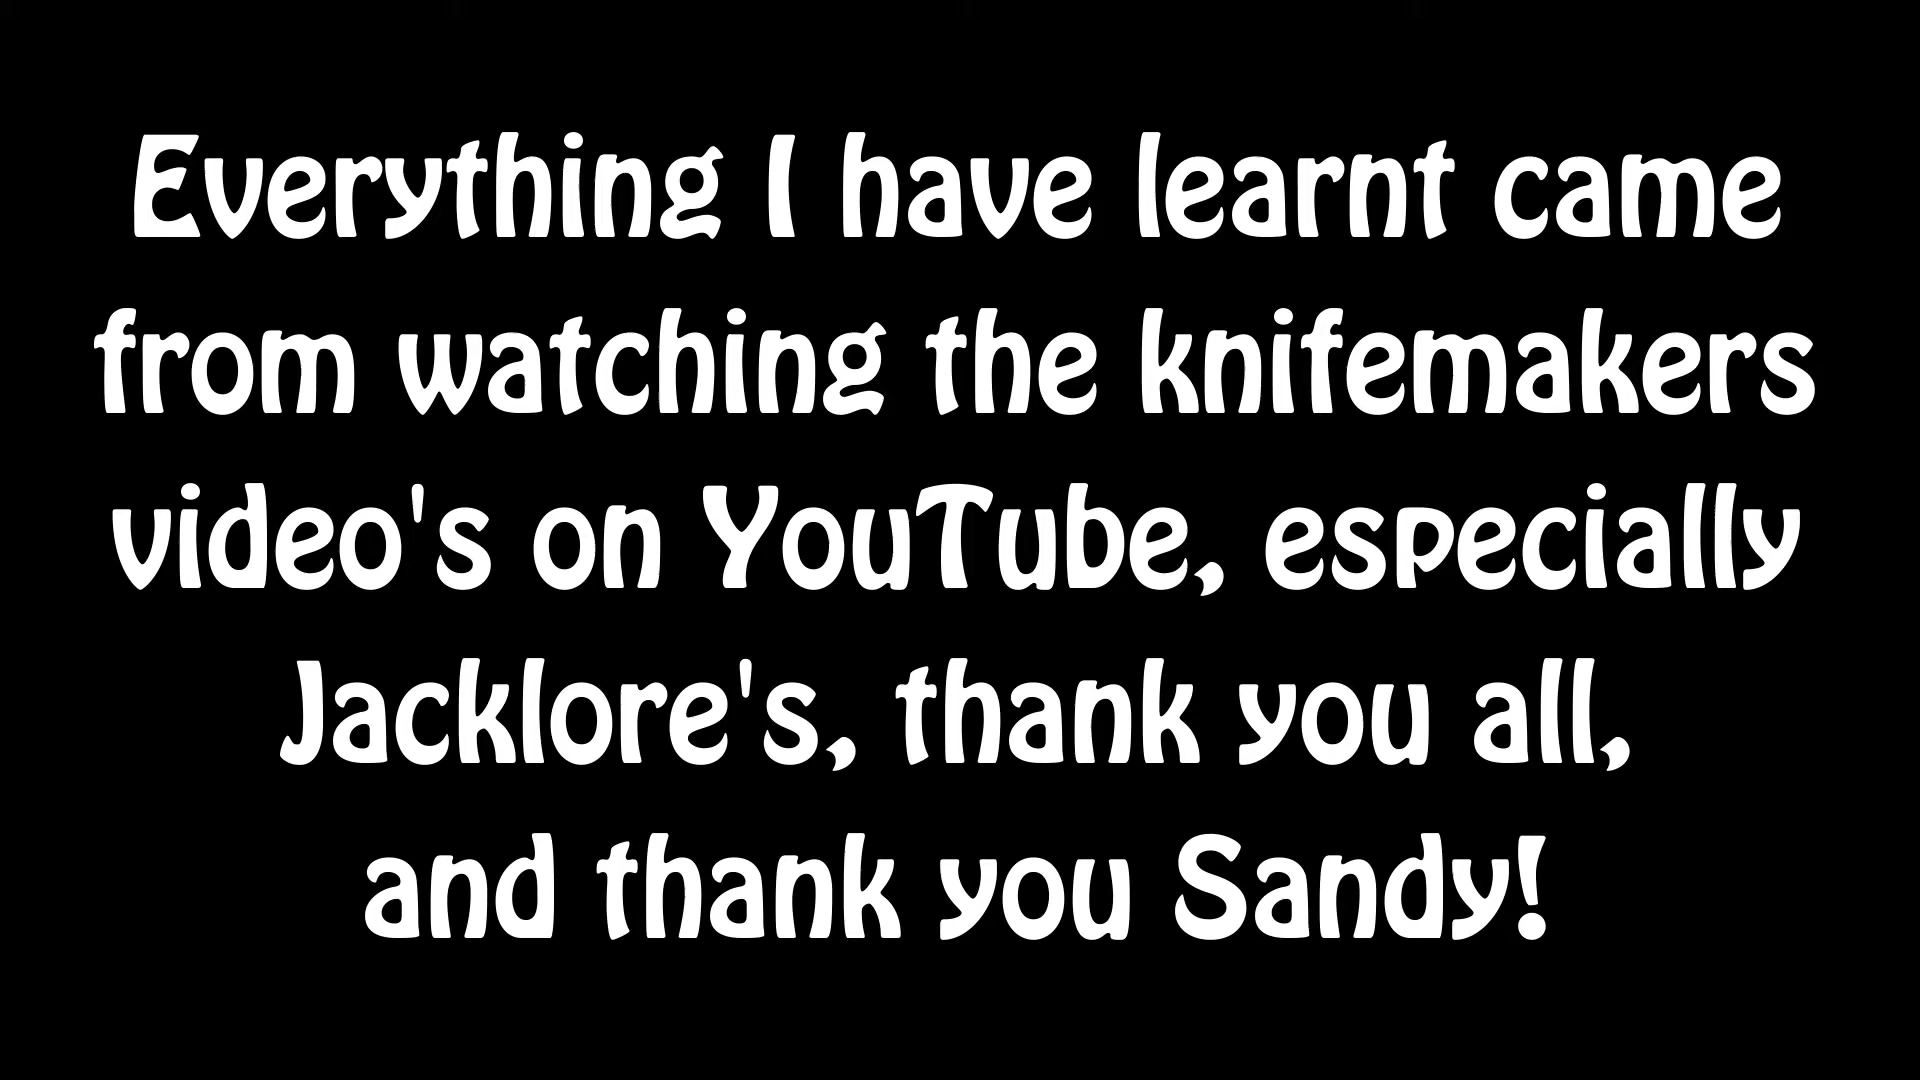 Everything I have learnt came
from watching the knifemakers
video's on YouTube, especially
Jacklore's, thank you all,
and thank you Sandy!